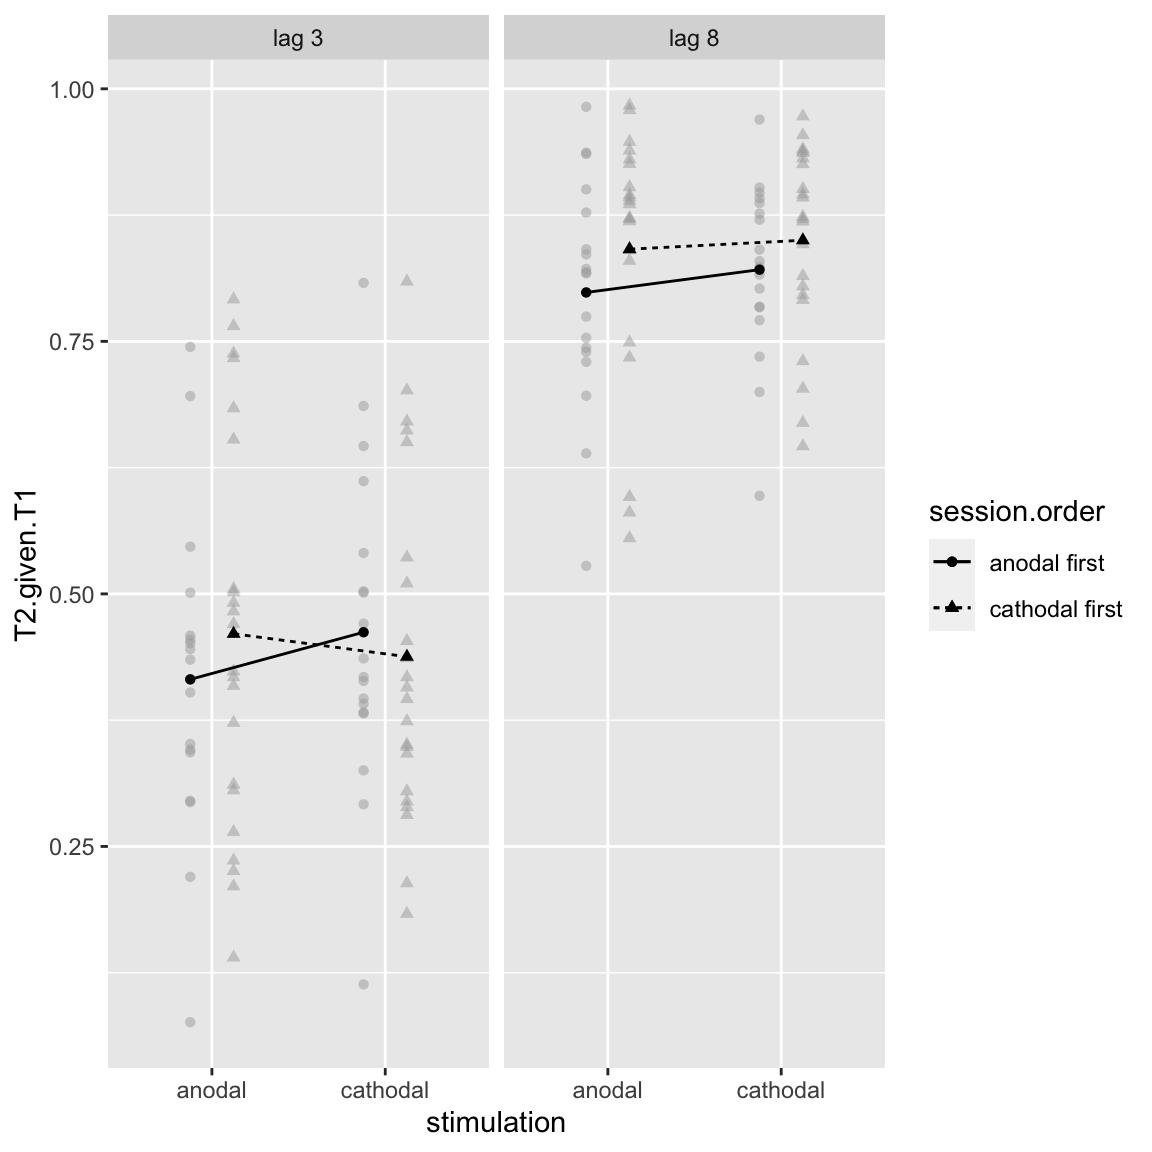 lag 3
lag 8
1.00
0.75
0.50
0.25
T2.given.T1
anodal
cathodal
anodal
cathodal
stimulation
session.order
anodal first
cathodal first